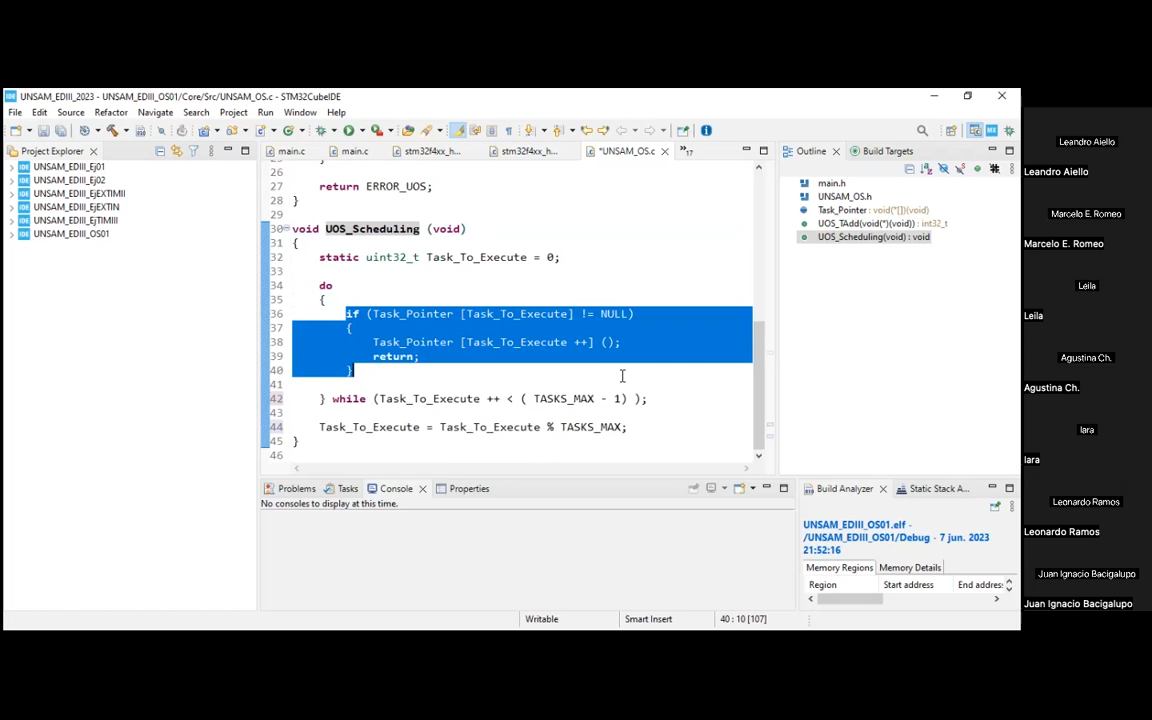 UNSAM_EDIII_2023 - UNSAM_EDIII_OS01/Core/Src/UNSAM_OS.c - STM32CubeIDE
File Edit Source Refactor Navigate Search Project Run Window Help
Project Explorer
UNSAM_EDIII_Ej01
UNSAM_EDIII_Ej02
UNSAM_EDIII_EjEXTIMII
UNSAM_EDIII_EjEXTIN
UNSAM_EDIII_EjTIMIII
UNSAM_EDIII_OS01
main.c main.c stm32f4xx_h... stm32f4xx_h... *UNSAM_OS.c »17
25 }
26
27 return ERROR_UOS;
28 }
29
30 void UOS_Scheduling (void)
31 {
32 static uint32_t Task_To_Execute = 0;
33
34 do
35 {
36 if (Task_Pointer [Task_To_Execute] != NULL)
37 {
38 Task_Pointer [Task_To_Execute ++] ();
39 return;
40 }
41
42 } while (Task_To_Execute ++ < ( TASKS_MAX - 1) );
43
44 Task_To_Execute = Task_To_Execute % TASKS_MAX;
45 }
46
Outline Build Targets
main.h
UNSAM_OS.h
Task_Pointer : void(*[])(void)
UOS_TAdd(void(*)(void)) : int32_t
UOS_Scheduling(void) : void
Problems Tasks Console Properties
No consoles to display at this time.
Build Analyzer Static Stack A...
UNSAM_EDIII_OS01.elf -
/UNSAM_EDIII_OS01/Debug - 7 jun. 2023
21:52:16
Memory Regions Memory Details
Region Start address End address
Writable Smart Insert 40 : 10 [107]
Leandro Aiello
Leandro Aiello
Marcelo E. Romeo
Marcelo E. Romeo
Leila
Leila
Agustina Ch.
Agustina Ch.
Iara
Iara
Leonardo Ramos
Leonardo Ramos
Juan Ignacio Bacigalupo
Juan Ignacio Bacigalupo